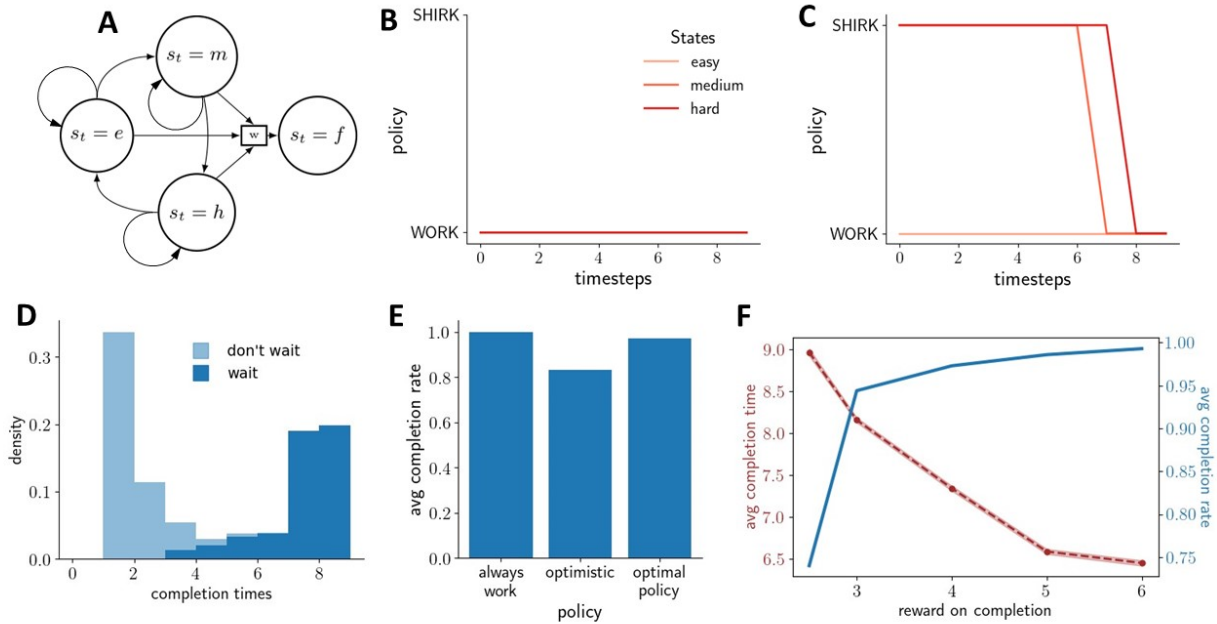 A
s_t = m
s_t = e
w
s_t = f
s_t = h
B
SHIRK
WORK
policy
States
easy
medium
hard
0 2 4 6 8
timesteps
C
SHIRK
WORK
policy
0 2 4 6 8
timesteps
D
0.3
0.2
0.1
0.0
density
don't wait
wait
0 2 4 6 8
completion times
E
1.0
0.8
0.6
0.4
0.2
0.0
avg completion rate
always
work
optimistic
optimal
policy
policy
F
9.0
8.5
8.0
7.5
7.0
6.5
avg completion time
1.00
0.95
0.90
0.85
0.80
0.75
avg completion rate
3 4 5 6
reward on completion